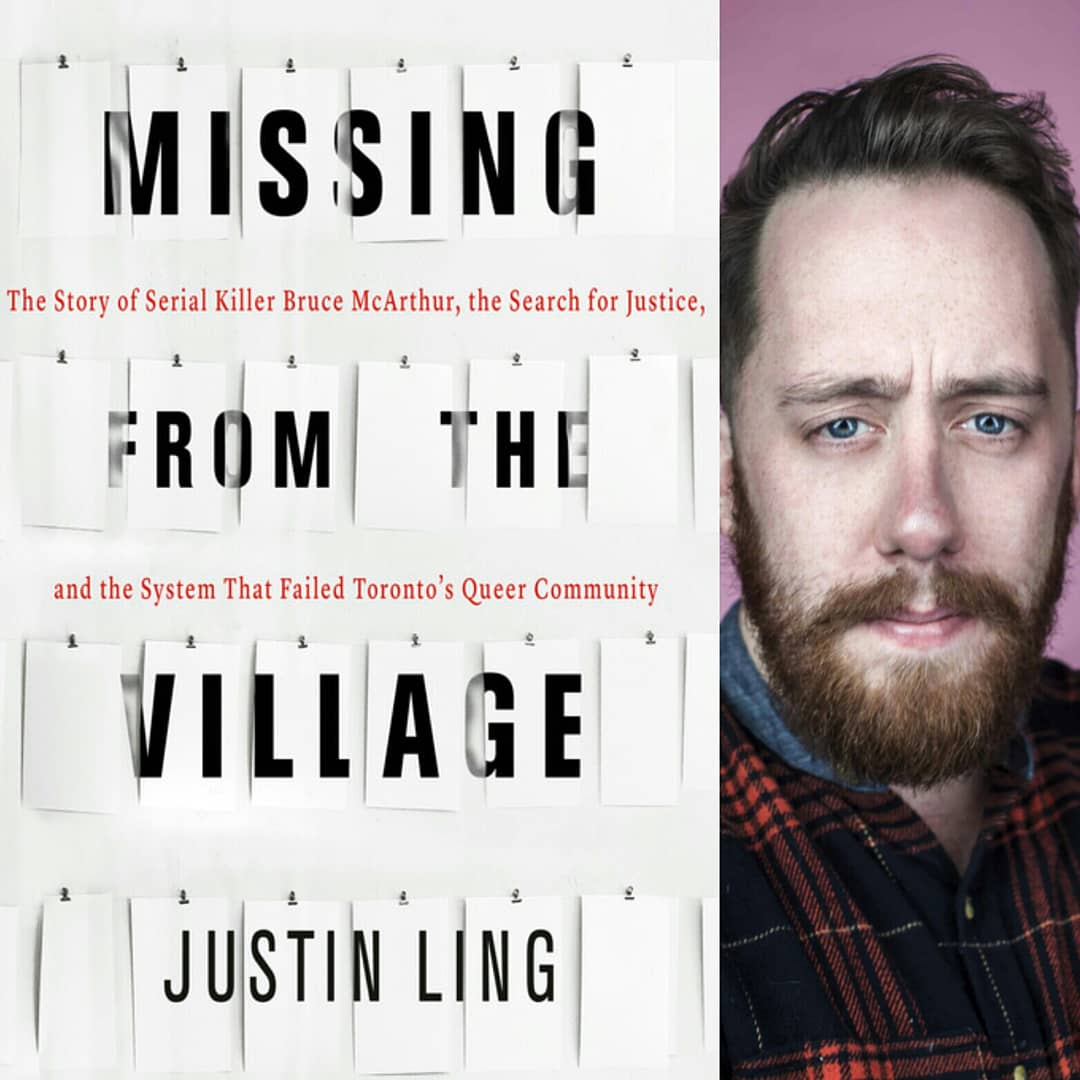 MISSING
The Story of Serial Killer Bruce McArthur, the Search for Justice,
FROM THE
and the System That Failed Toronto's Queer Community
VILLAGE
JUSTIN LING